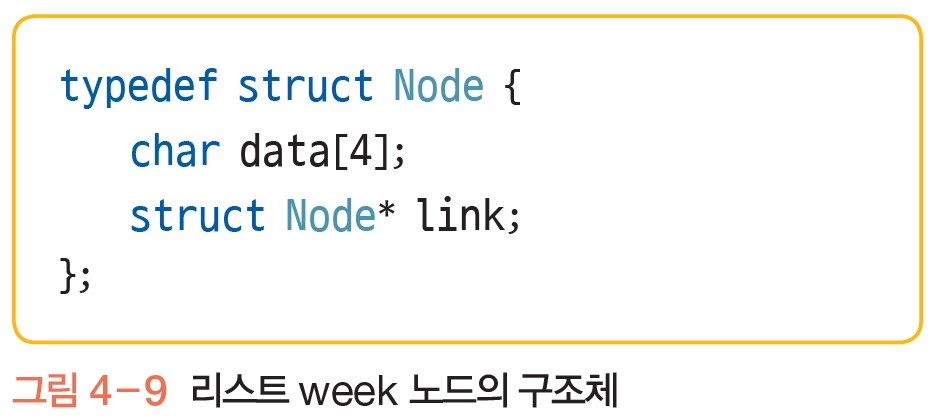 typedef struct Node {
    char data[4];
    struct Node* link;
};
그림 4-9 리스트 week 노드의 구조체